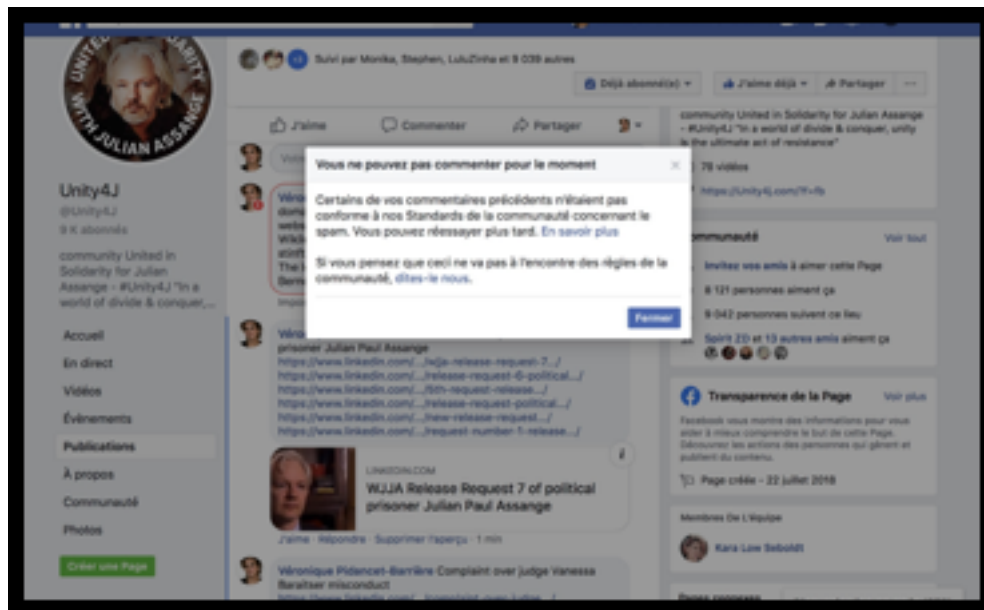 UNITED SOLIDARITY
WITH JULIAN ASSANGE
Suivi par Monika, Stephen, LuluZinha et 9 039 autres
Déjà abonné(e)
J'aime déjà
Partager
J'aime
Commenter
Partager
Unity4J
@Unity4J
9 K abonnés
community United in
Solidarity for Julian
Assange - #Unity4J "In a
world of divide & conquer,...
Accueil
En direct
Vidéos
Évènements
Publications
À propos
Communauté
Photos
Créer une Page
Vous ne pouvez pas commenter pour le moment
Certains de vos commentaires précédents n'étaient pas
conforme à nos Standards de la communauté concernant le
spam. Vous pouvez réessayer plus tard. En savoir plus
Si vous pensez que ceci ne va pas à l'encontre des règles de la
communauté, dites-le nous.
Fermer
prisoner Julian Paul Assange
https://www.linkedin.com/.../wjja-release-request-7.../
https://www.linkedin.com/.../release-request-6-political.../
https://www.linkedin.com/.../5th-request-release.../
https://www.linkedin.com/.../release-request-political.../
https://www.linkedin.com/.../new-release-request.../
https://www.linkedin.com/.../request-number-1-release.../
LINKEDIN.COM
WJJA Release Request 7 of political
prisoner Julian Paul Assange
J'aime · Répondre · Supprimer l'aperçu · 1 min
Véronique Pidancet-Barrière Complaint over judge Vanessa
Baraitser misconduct
community United in Solidarity for Julian Assange
- #Unity4J "In a world of divide & conquer, unity
is the ultimate act of resistance"
78 vidéos
https://Unity4j.com/?f=fb
Voir tout
Invitez vos amis à aimer cette Page
8 121 personnes aiment ça
9 042 personnes suivent ce lieu
Spirit ZD et 13 autres amis aiment ça
Transparence de la Page
Voir plus
Facebook vous montre des informations pour vous
aider à mieux comprendre le but de cette Page.
Découvrez les actions des personnes qui gèrent et
publient du contenu.
Page créée - 22 juillet 2018
Membres De L'équipe
Kara Low Seboldt